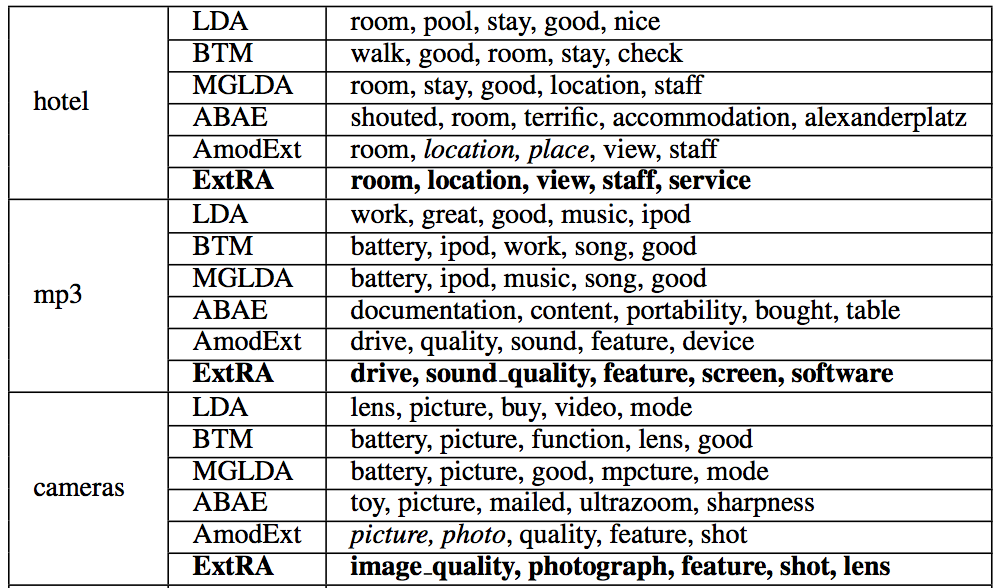 hotel
LDA room, pool, stay, good, nice
BTM walk, good, room, stay, check
MGLDA room, stay, good, location, staff
ABAE shouted, room, terrific, accommodation, alexanderplatz
AmodExt room, location, place, view, staff
ExtRA room, location, view, staff, service
mp3
LDA work, great, good, music, ipod
BTM battery, ipod, work, song, good
MGLDA battery, ipod, music, song, good
ABAE documentation, content, portability, bought, table
AmodExt drive, quality, sound, feature, device
ExtRA drive, sound_quality, feature, screen, software
cameras
LDA lens, picture, buy, video, mode
BTM battery, picture, function, lens, good
MGLDA battery, picture, good, mpcture, mode
ABAE toy, picture, mailed, ultrazoom, sharpness
AmodExt picture, photo, quality, feature, shot
ExtRA image_quality, photograph, feature, shot, lens